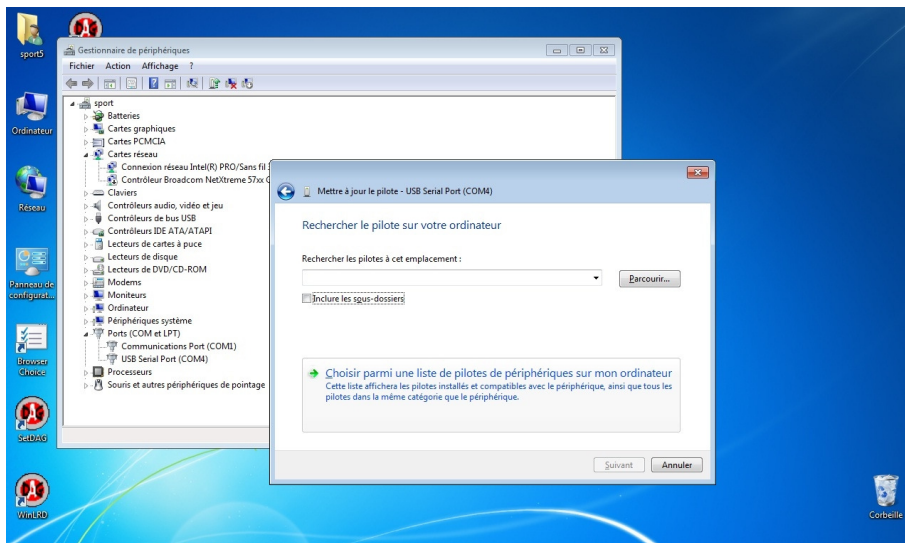 sport5
Ordinateur
Réseau
Panneau de
configurat...
Browser
Choice
SetDAG
WinLRD
Corbeille
Gestionnaire de périphériques
Fichier Action Affichage ?
sport
Batteries
Cartes graphiques
Cartes PCMCIA
Cartes réseau
Connexion réseau Intel(R) PRO/Sans fil
Contrôleur Broadcom NetXtreme 57xx
Claviers
Contrôleurs audio, vidéo et jeu
Contrôleurs de bus USB
Contrôleurs IDE ATA/ATAPI
Lecteurs de cartes à puce
Lecteurs de disque
Lecteurs de DVD/CD-ROM
Modems
Moniteurs
Ordinateur
Périphériques système
Ports (COM et LPT)
Communications Port (COM1)
USB Serial Port (COM4)
Processeurs
Souris et autres périphériques de pointage
Mettre à jour le pilote - USB Serial Port (COM4)
Rechercher le pilote sur votre ordinateur
Rechercher les pilotes à cet emplacement :
Parcourir...
Inclure les sous-dossiers
Choisir parmi une liste de pilotes de périphériques sur mon ordinateur
Cette liste affichera les pilotes installés et compatibles avec le périphérique, ainsi que tous les
pilotes dans la même catégorie que le périphérique.
Suivant Annuler